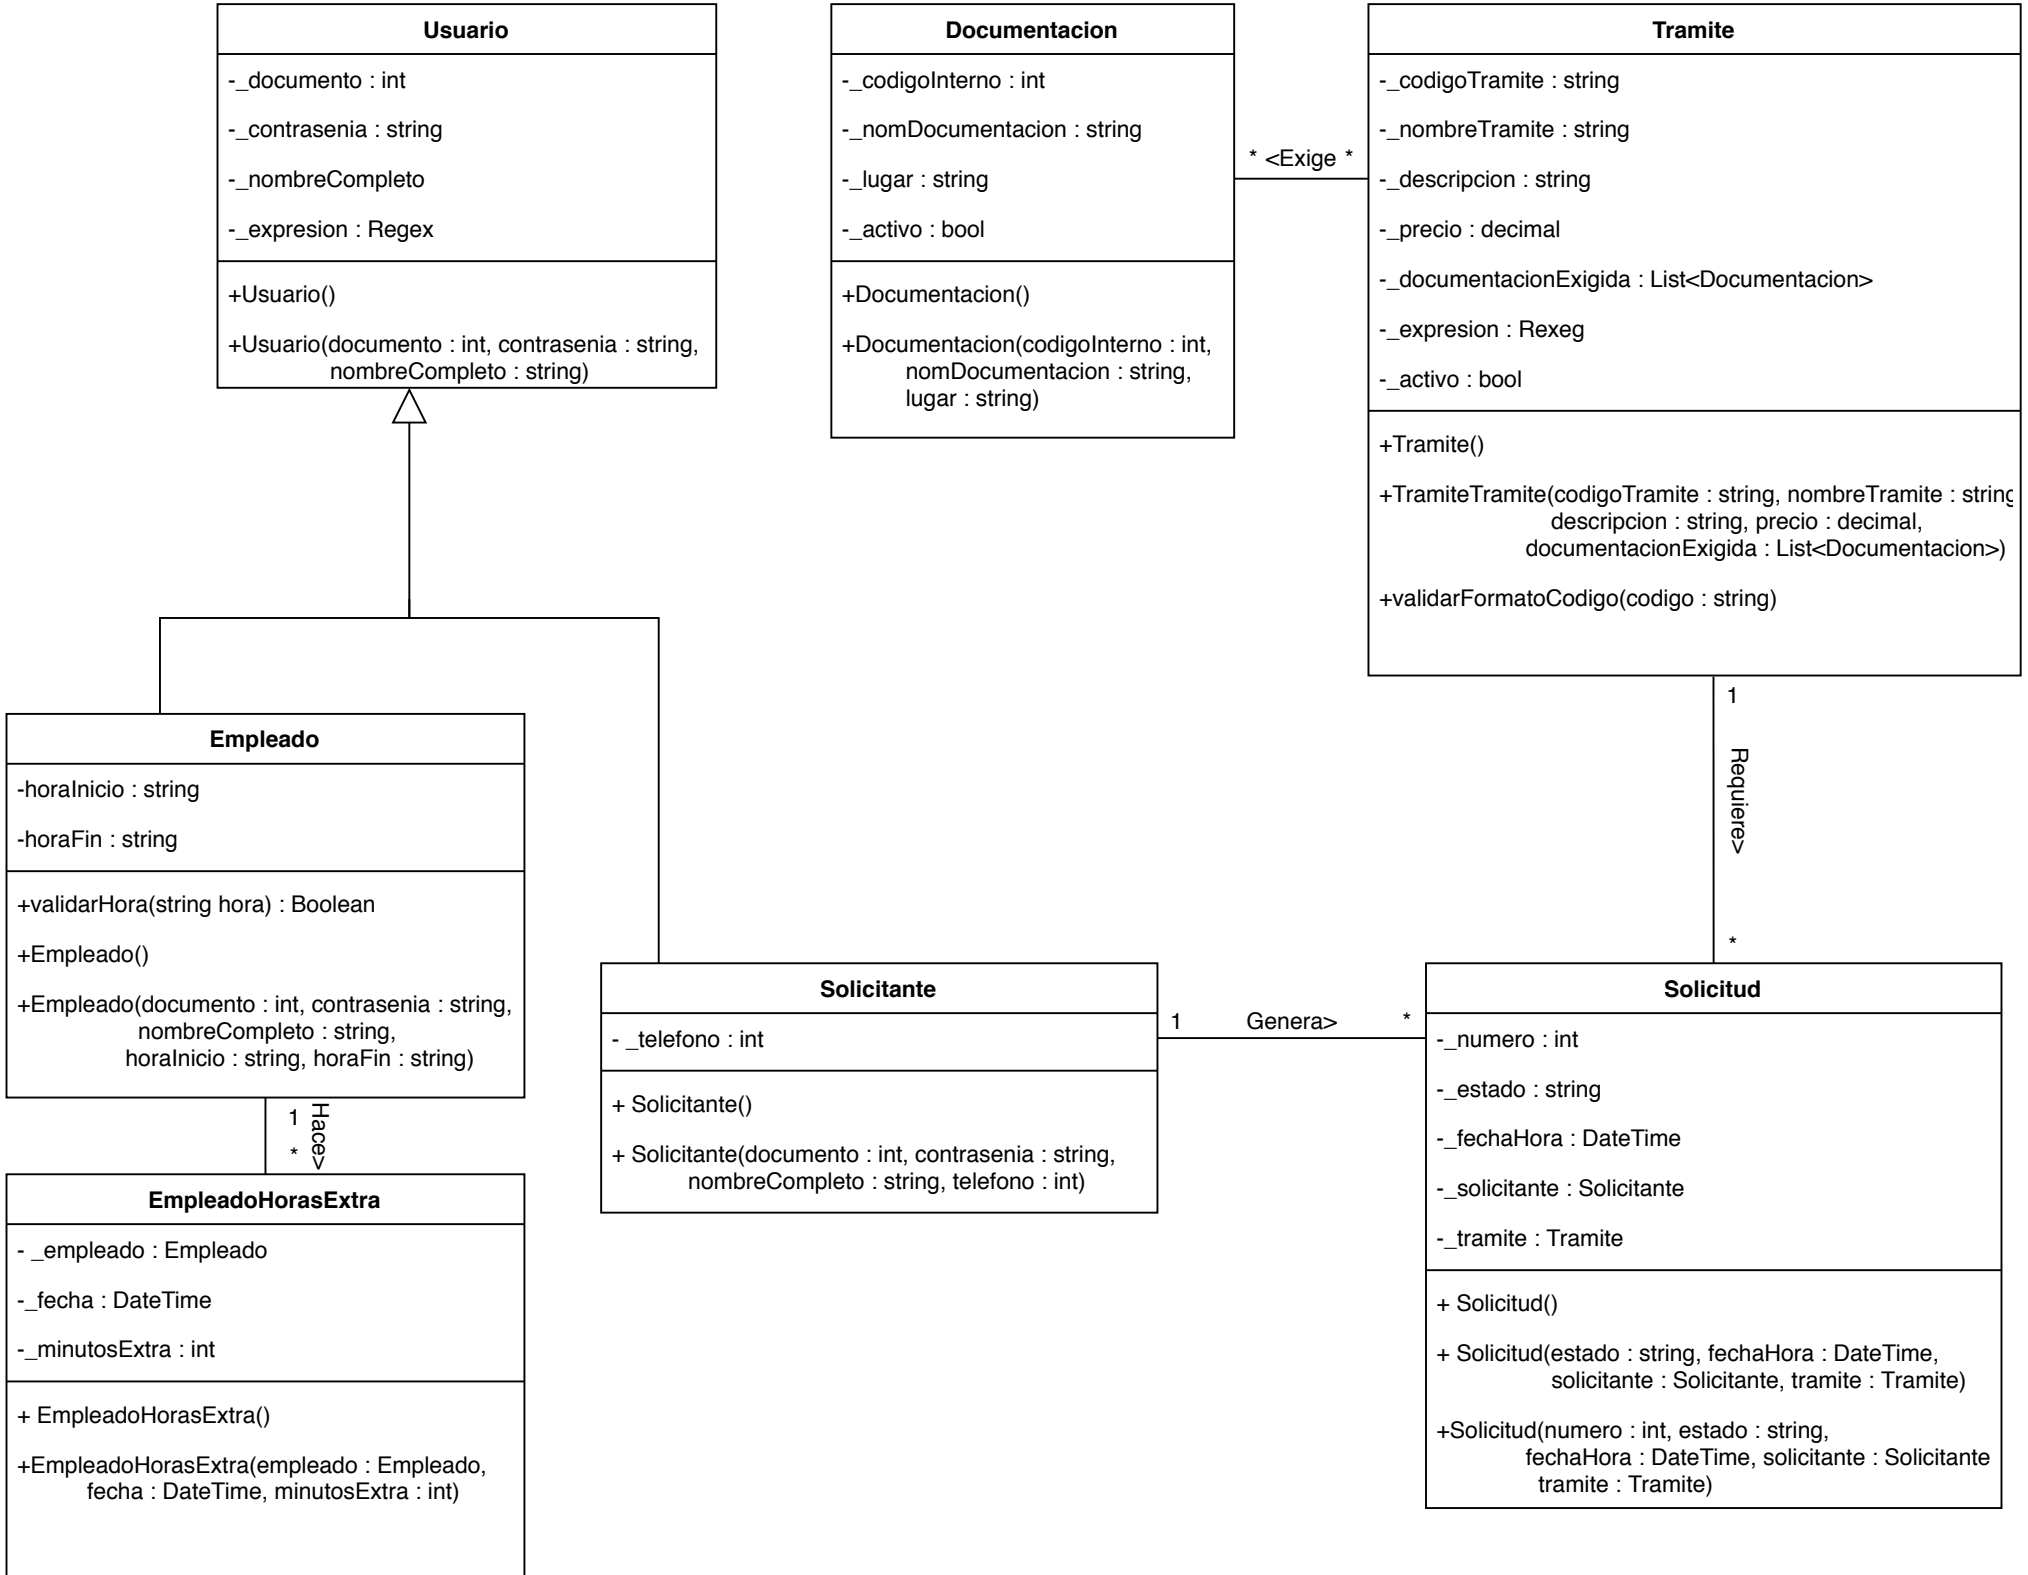 Usuario
-_documento : int
-_contrasenia : string
-_nombreCompleto
-_expresion : Regex
+Usuario()
+Usuario(documento : int, contrasenia : string,
nombreCompleto : string)
Documentacion
-_codigoInterno : int
-_nomDocumentacion : string
-_lugar : string
-_activo : bool
+Documentacion()
+Documentacion(codigoInterno : int,
nomDocumentacion : string,
lugar : string)
* <Exige *
Tramite
-_codigoTramite : string
-_nombreTramite : string
-_descripcion : string
-_precio : decimal
-_documentacionExigida : List<Documentacion>
-_expresion : Rexeg
-_activo : bool
+Tramite()
+TramiteTramite(codigoTramite : string, nombreTramite : string
descripcion : string, precio : decimal,
documentacionExigida : List<Documentacion>)
+validarFormatoCodigo(codigo : string)
1
Requiere>
*
Empleado
-horaInicio : string
-horaFin : string
+validarHora(string hora) : Boolean
+Empleado()
+Empleado(documento : int, contrasenia : string,
nombreCompleto : string,
horaInicio : string, horaFin : string)
1
Hace>
*
EmpleadoHorasExtra
- _empleado : Empleado
-_fecha : DateTime
-_minutosExtra : int
+ EmpleadoHorasExtra()
+EmpleadoHorasExtra(empleado : Empleado,
fecha : DateTime, minutosExtra : int)
Solicitante
- _telefono : int
+ Solicitante()
+ Solicitante(documento : int, contrasenia : string,
nombreCompleto : string, telefono : int)
1 Genera> *
Solicitud
-_numero : int
-_estado : string
-_fechaHora : DateTime
-_solicitante : Solicitante
-_tramite : Tramite
+ Solicitud()
+ Solicitud(estado : string, fechaHora : DateTime,
solicitante : Solicitante, tramite : Tramite)
+Solicitud(numero : int, estado : string,
fechaHora : DateTime, solicitante : Solicitante
tramite : Tramite)